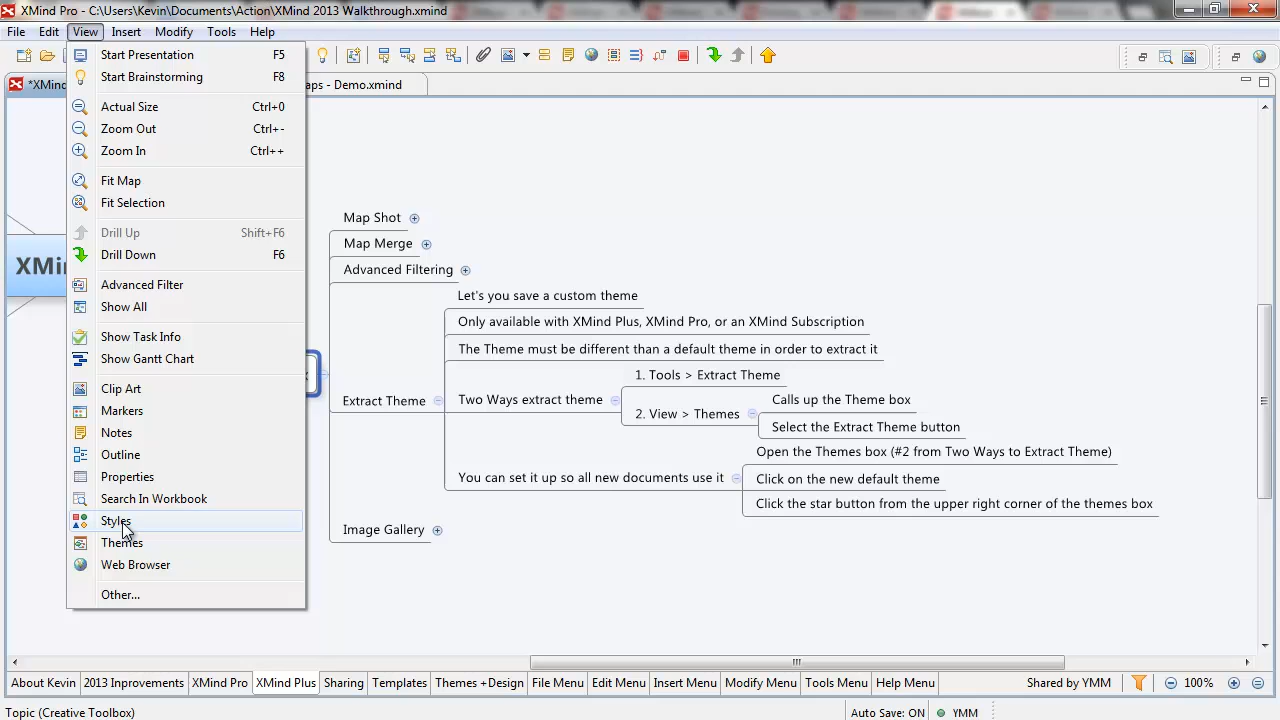 XMind Pro - C:\Users\Kevin\Documents\Action\XMind 2013 Walkthrough.xmind
File Edit View Insert Modify Tools Help
*XMind
aps - Demo.xmind
Start Presentation F5
Start Brainstorming F8
Actual Size Ctrl+0
Zoom Out Ctrl+-
Zoom In Ctrl++
Fit Map
Fit Selection
Drill Up Shift+F6
Drill Down F6
Advanced Filter
Show All
Show Task Info
Show Gantt Chart
Clip Art
Markers
Notes
Outline
Properties
Search In Workbook
Styles
Themes
Web Browser
Other...
XMi
Map Shot
Map Merge
Advanced Filtering
Extract Theme
Let's you save a custom theme
Only available with XMind Plus, XMind Pro, or an XMind Subscription
The Theme must be different than a default theme in order to extract it
Two Ways extract theme
1. Tools > Extract Theme
2. View > Themes
Calls up the Theme box
Select the Extract Theme button
You can set it up so all new documents use it
Open the Themes box (#2 from Two Ways to Extract Theme)
Click on the new default theme
Click the star button from the upper right corner of the themes box
Image Gallery
About Kevin 2013 Inprovements XMind Pro XMind Plus Sharing Templates Themes +Design File Menu Edit Menu Insert Menu Modify Menu Tools Menu Help Menu Shared by YMM 100%
Topic (Creative Toolbox) Auto Save: ON YMM